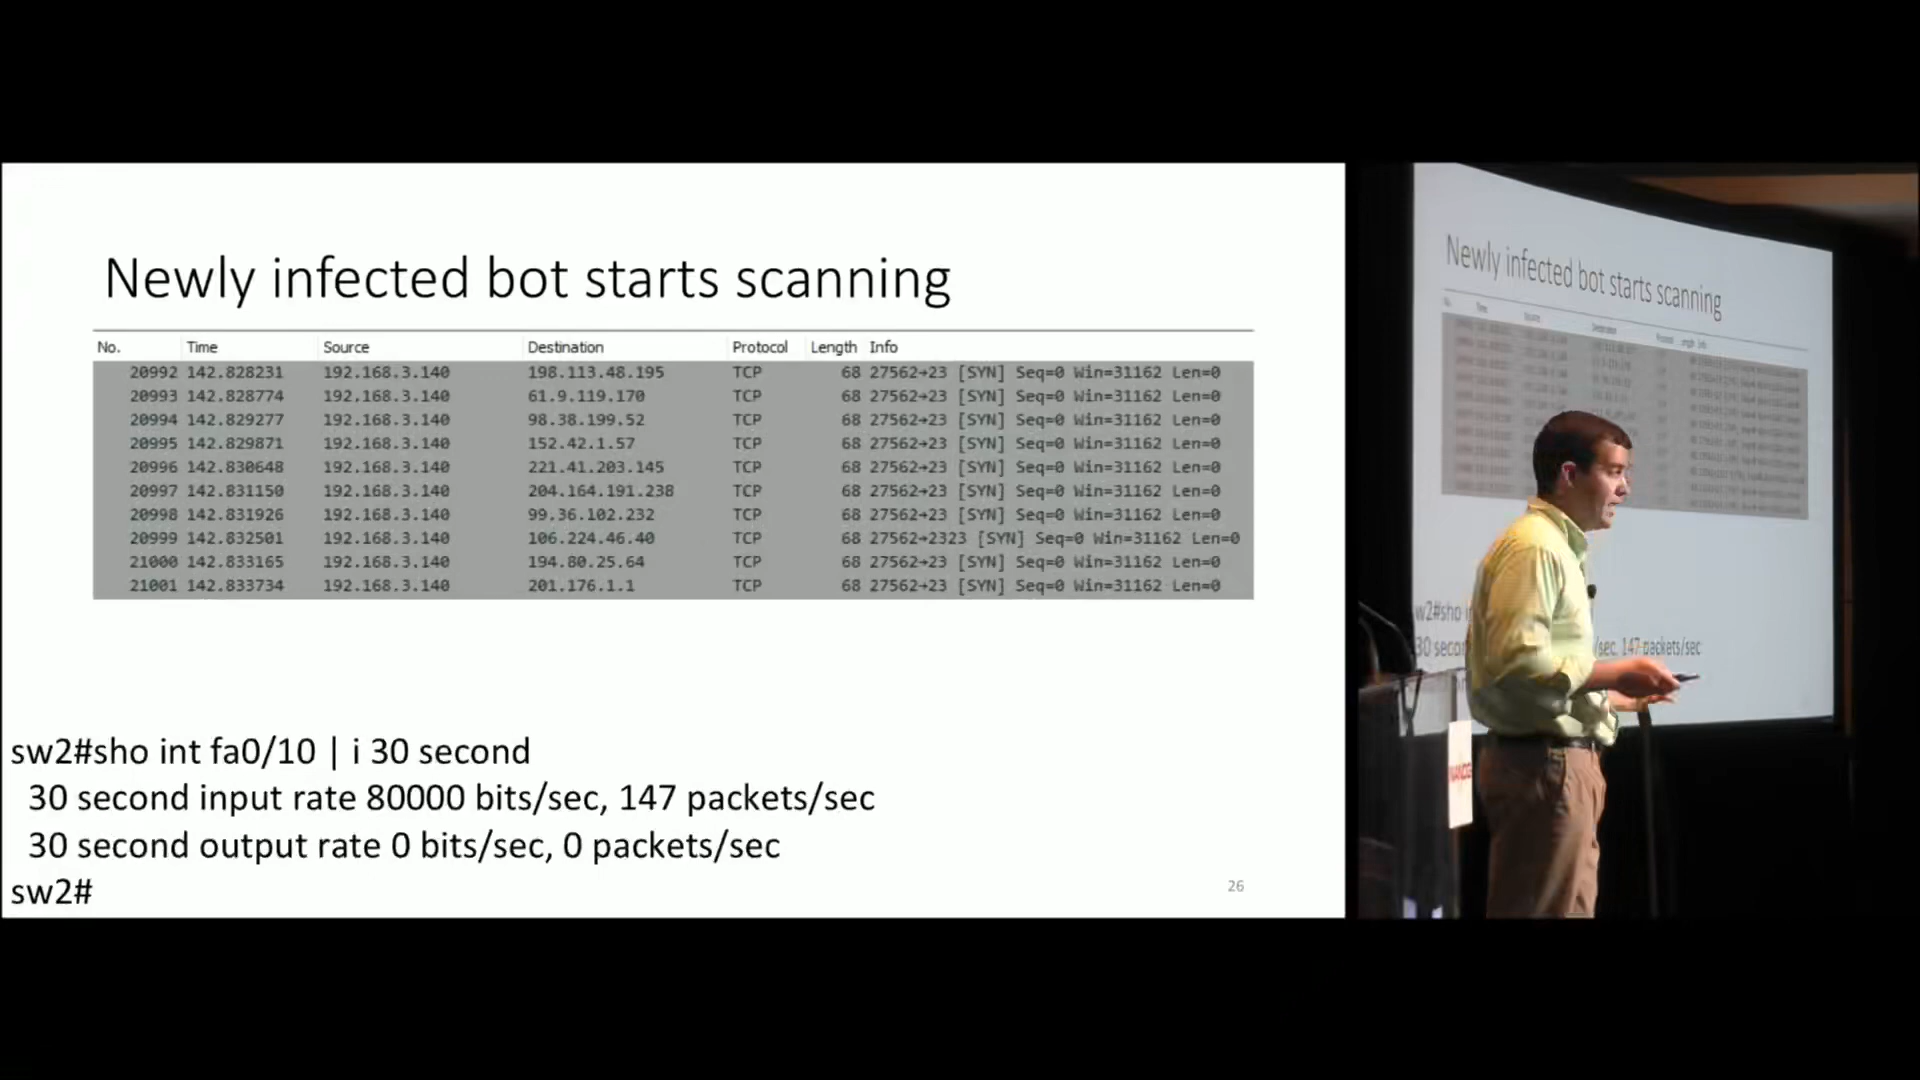 Newly infected bot starts scanning
No. Time Source Destination Protocol Length Info
20992 142.828231 192.168.3.140 198.113.48.195 TCP 68 27562→23 [SYN] Seq=0 Win=31162 Len=0
20993 142.828774 192.168.3.140 61.9.119.170 TCP 68 27562→23 [SYN] Seq=0 Win=31162 Len=0
20994 142.829277 192.168.3.140 98.38.199.52 TCP 68 27562→23 [SYN] Seq=0 Win=31162 Len=0
20995 142.829871 192.168.3.140 152.42.1.57 TCP 68 27562→23 [SYN] Seq=0 Win=31162 Len=0
20996 142.830648 192.168.3.140 221.41.203.145 TCP 68 27562→23 [SYN] Seq=0 Win=31162 Len=0
20997 142.831150 192.168.3.140 204.164.191.238 TCP 68 27562→23 [SYN] Seq=0 Win=31162 Len=0
20998 142.831926 192.168.3.140 99.36.102.232 TCP 68 27562→23 [SYN] Seq=0 Win=31162 Len=0
20999 142.832501 192.168.3.140 106.224.46.40 TCP 68 27562→2323 [SYN] Seq=0 Win=31162 Len=0
21000 142.833165 192.168.3.140 194.80.25.64 TCP 68 27562→23 [SYN] Seq=0 Win=31162 Len=0
21001 142.833734 192.168.3.140 201.176.1.1 TCP 68 27562→23 [SYN] Seq=0 Win=31162 Len=0
sw2#sho int fa0/10 | i 30 second
30 second input rate 80000 bits/sec, 147 packets/sec
30 second output rate 0 bits/sec, 0 packets/sec
sw2#
26
Newly infected bot starts scanning
Time Source Destination Protocol Length Info
w2#sho
30 /sec, 147 packets/sec